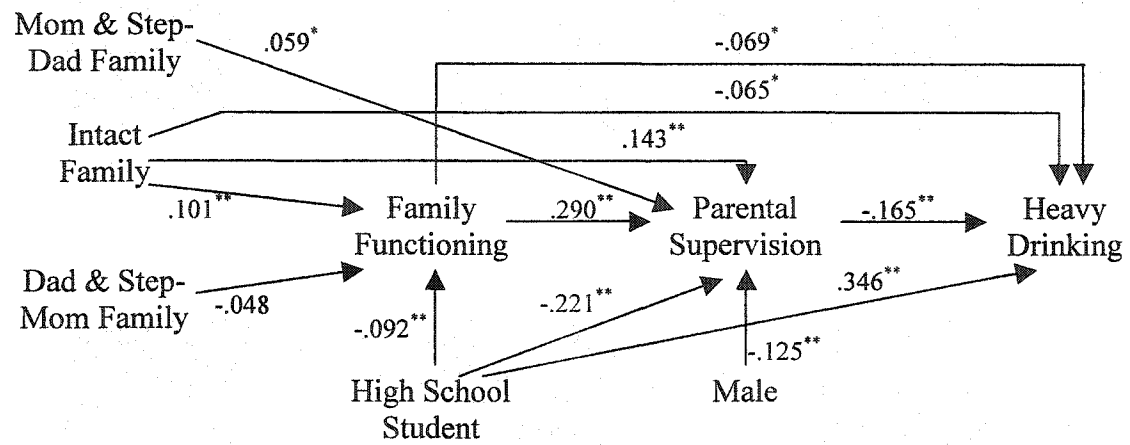 Mom & Step-
Dad Family
.059*
-.069*
-.065*
Intact
Family
.143**
.101**
Family
Functioning
.290**
Parental
Supervision
-.165**
Heavy
Drinking
Dad & Step-
Mom Family
-.048
-.092**
-.221**
.346**
-.125**
High School
Student
Male